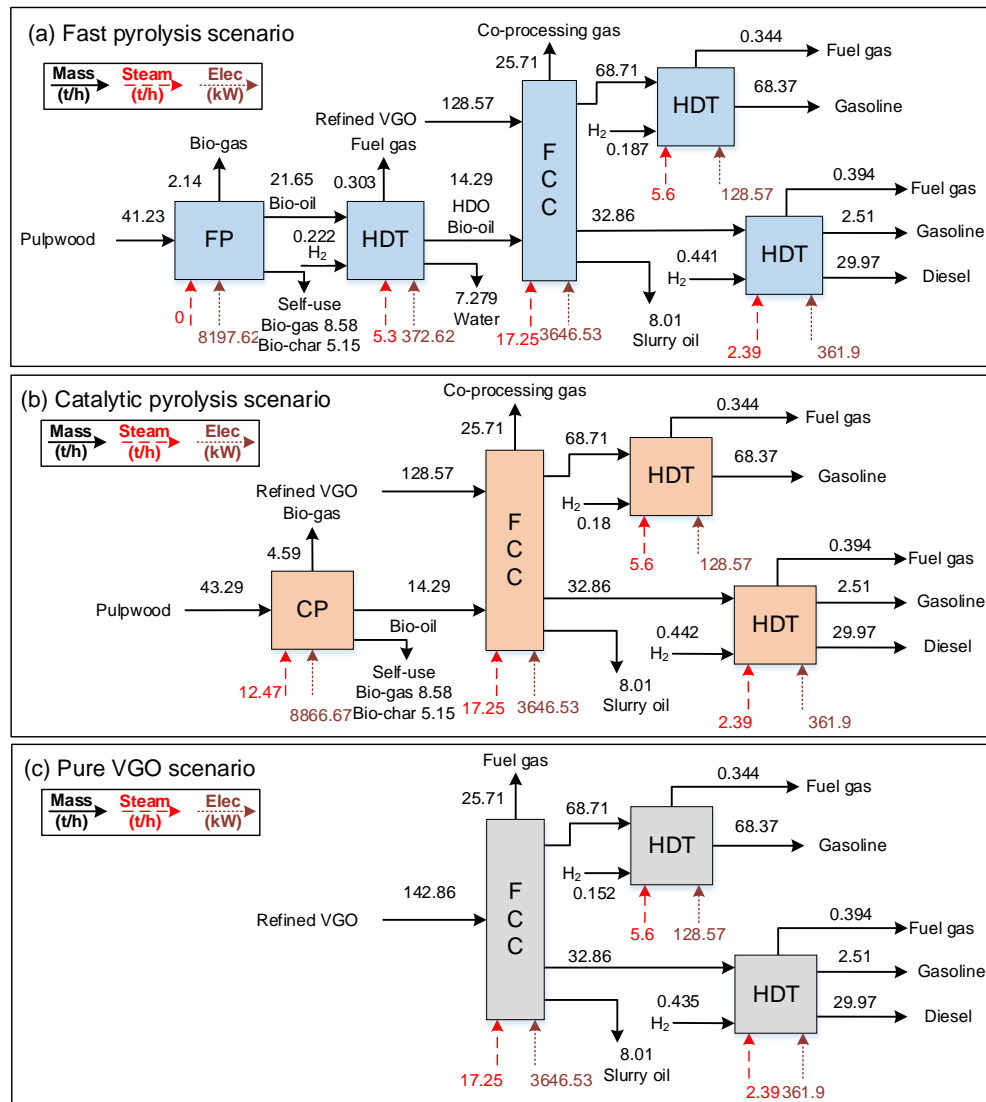 (a) Fast pyrolysis scenario
Mass
(t/h)
Steam
(t/h)
Elec
(kW)
Co-processing gas
25.71
Refined VGO
128.57
F
C
C
68.71
H2
0.187
HDT
0.344
Fuel gas
68.37
Gasoline
5.6
128.57
Bio-gas
2.14
Pulpwood
41.23
FP
21.65
Bio-oil
0.222
H2
Fuel gas
0.303
HDT
14.29
HDO
Bio-oil
Self-use
Bio-gas 8.58
Bio-char 5.15
0
8197.62
5.3
372.62
7.279
Water
17.25
3646.53
32.86
0.441
H2
HDT
0.394
Fuel gas
2.51
Gasoline
29.97
Diesel
8.01
Slurry oil
2.39
361.9
(b) Catalytic pyrolysis scenario
Mass
(t/h)
Steam
(t/h)
Elec
(kW)
Co-processing gas
25.71
128.57
Refined VGO
F
C
C
68.71
H2
0.18
HDT
0.344
Fuel gas
68.37
Gasoline
5.6
128.57
Bio-gas
4.59
Pulpwood
43.29
CP
14.29
Bio-oil
Self-use
Bio-gas 8.58
Bio-char 5.15
12.47
8866.67
17.25
3646.53
32.86
0.442
H2
HDT
0.394
Fuel gas
2.51
Gasoline
29.97
Diesel
8.01
Slurry oil
2.39
361.9
(c) Pure VGO scenario
Mass
(t/h)
Steam
(t/h)
Elec
(kW)
Fuel gas
25.71
142.86
Refined VGO
F
C
C
68.71
H2
0.152
HDT
0.344
Fuel gas
68.37
Gasoline
5.6
128.57
32.86
0.435
H2
HDT
0.394
Fuel gas
2.51
Gasoline
29.97
Diesel
8.01
Slurry oil
17.25
3646.53
2.39
361.9